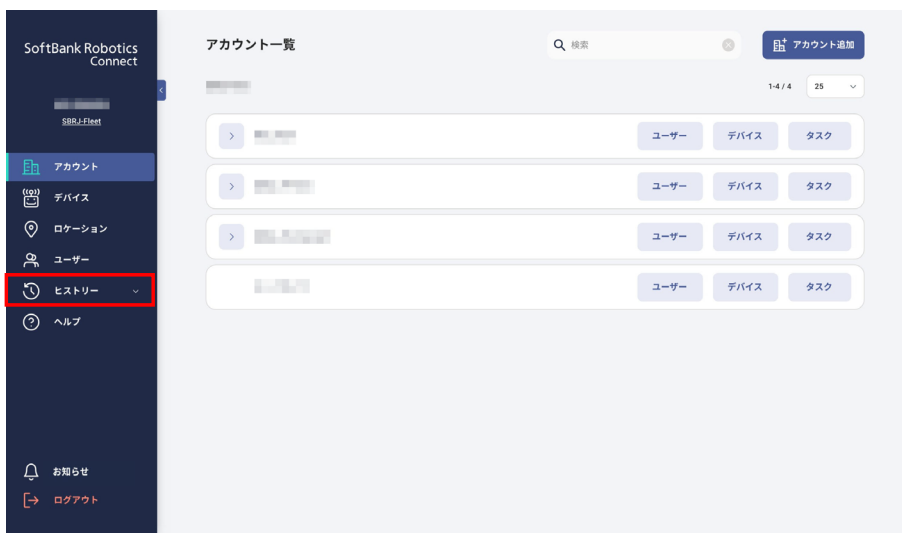 SoftBank Robotics
Connect
SBRJ-Fleet
アカウント
デバイス
ロケーション
ユーザー
ヒストリー
ヘルプ
お知らせ
ログアウト
アカウント一覧
検索
アカウント追加
1-4 / 4 25
ユーザー デバイス タスク
ユーザー デバイス タスク
ユーザー デバイス タスク
ユーザー デバイス タスク